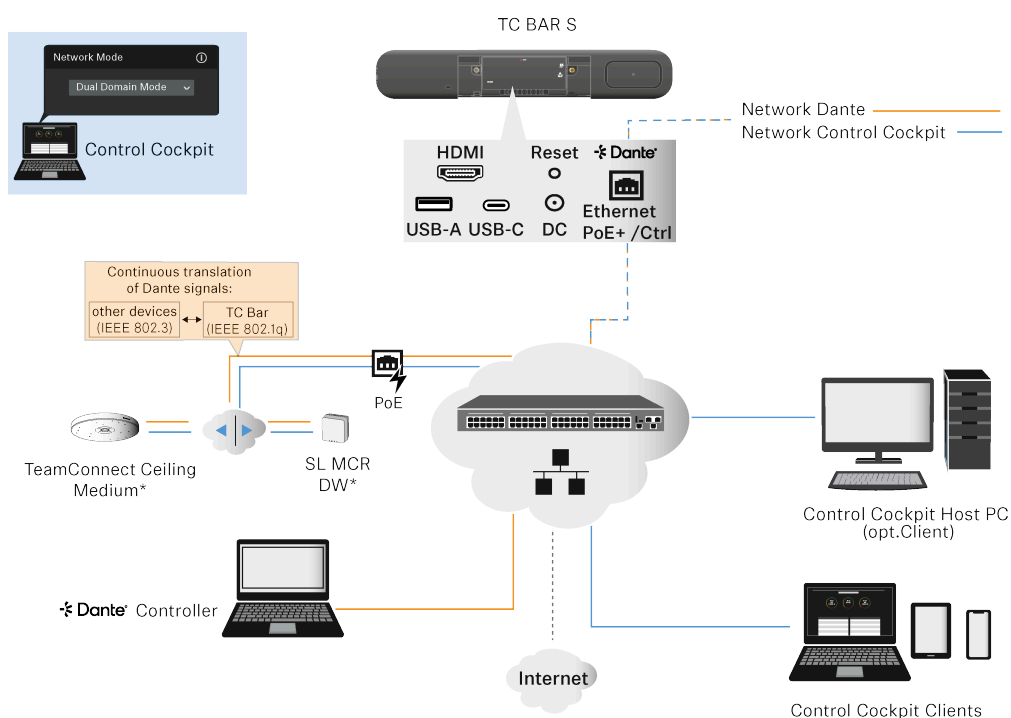 TC BAR S
Network Mode
Dual Domain Mode
Control Cockpit
Network Dante
Network Control Cockpit
HDMI
Reset
Dante
USB-A
USB-C
DC
Ethernet
PoE+ /Ctrl
Continuous translation
of Dante signals:
other devices
(IEEE 802.3)
TC Bar
(IEEE 802.1q)
PoE
TeamConnect Ceiling
Medium*
SL MCR
DW*
Control Cockpit Host PC
(opt.Client)
Dante Controller
Internet
Control Cockpit Clients